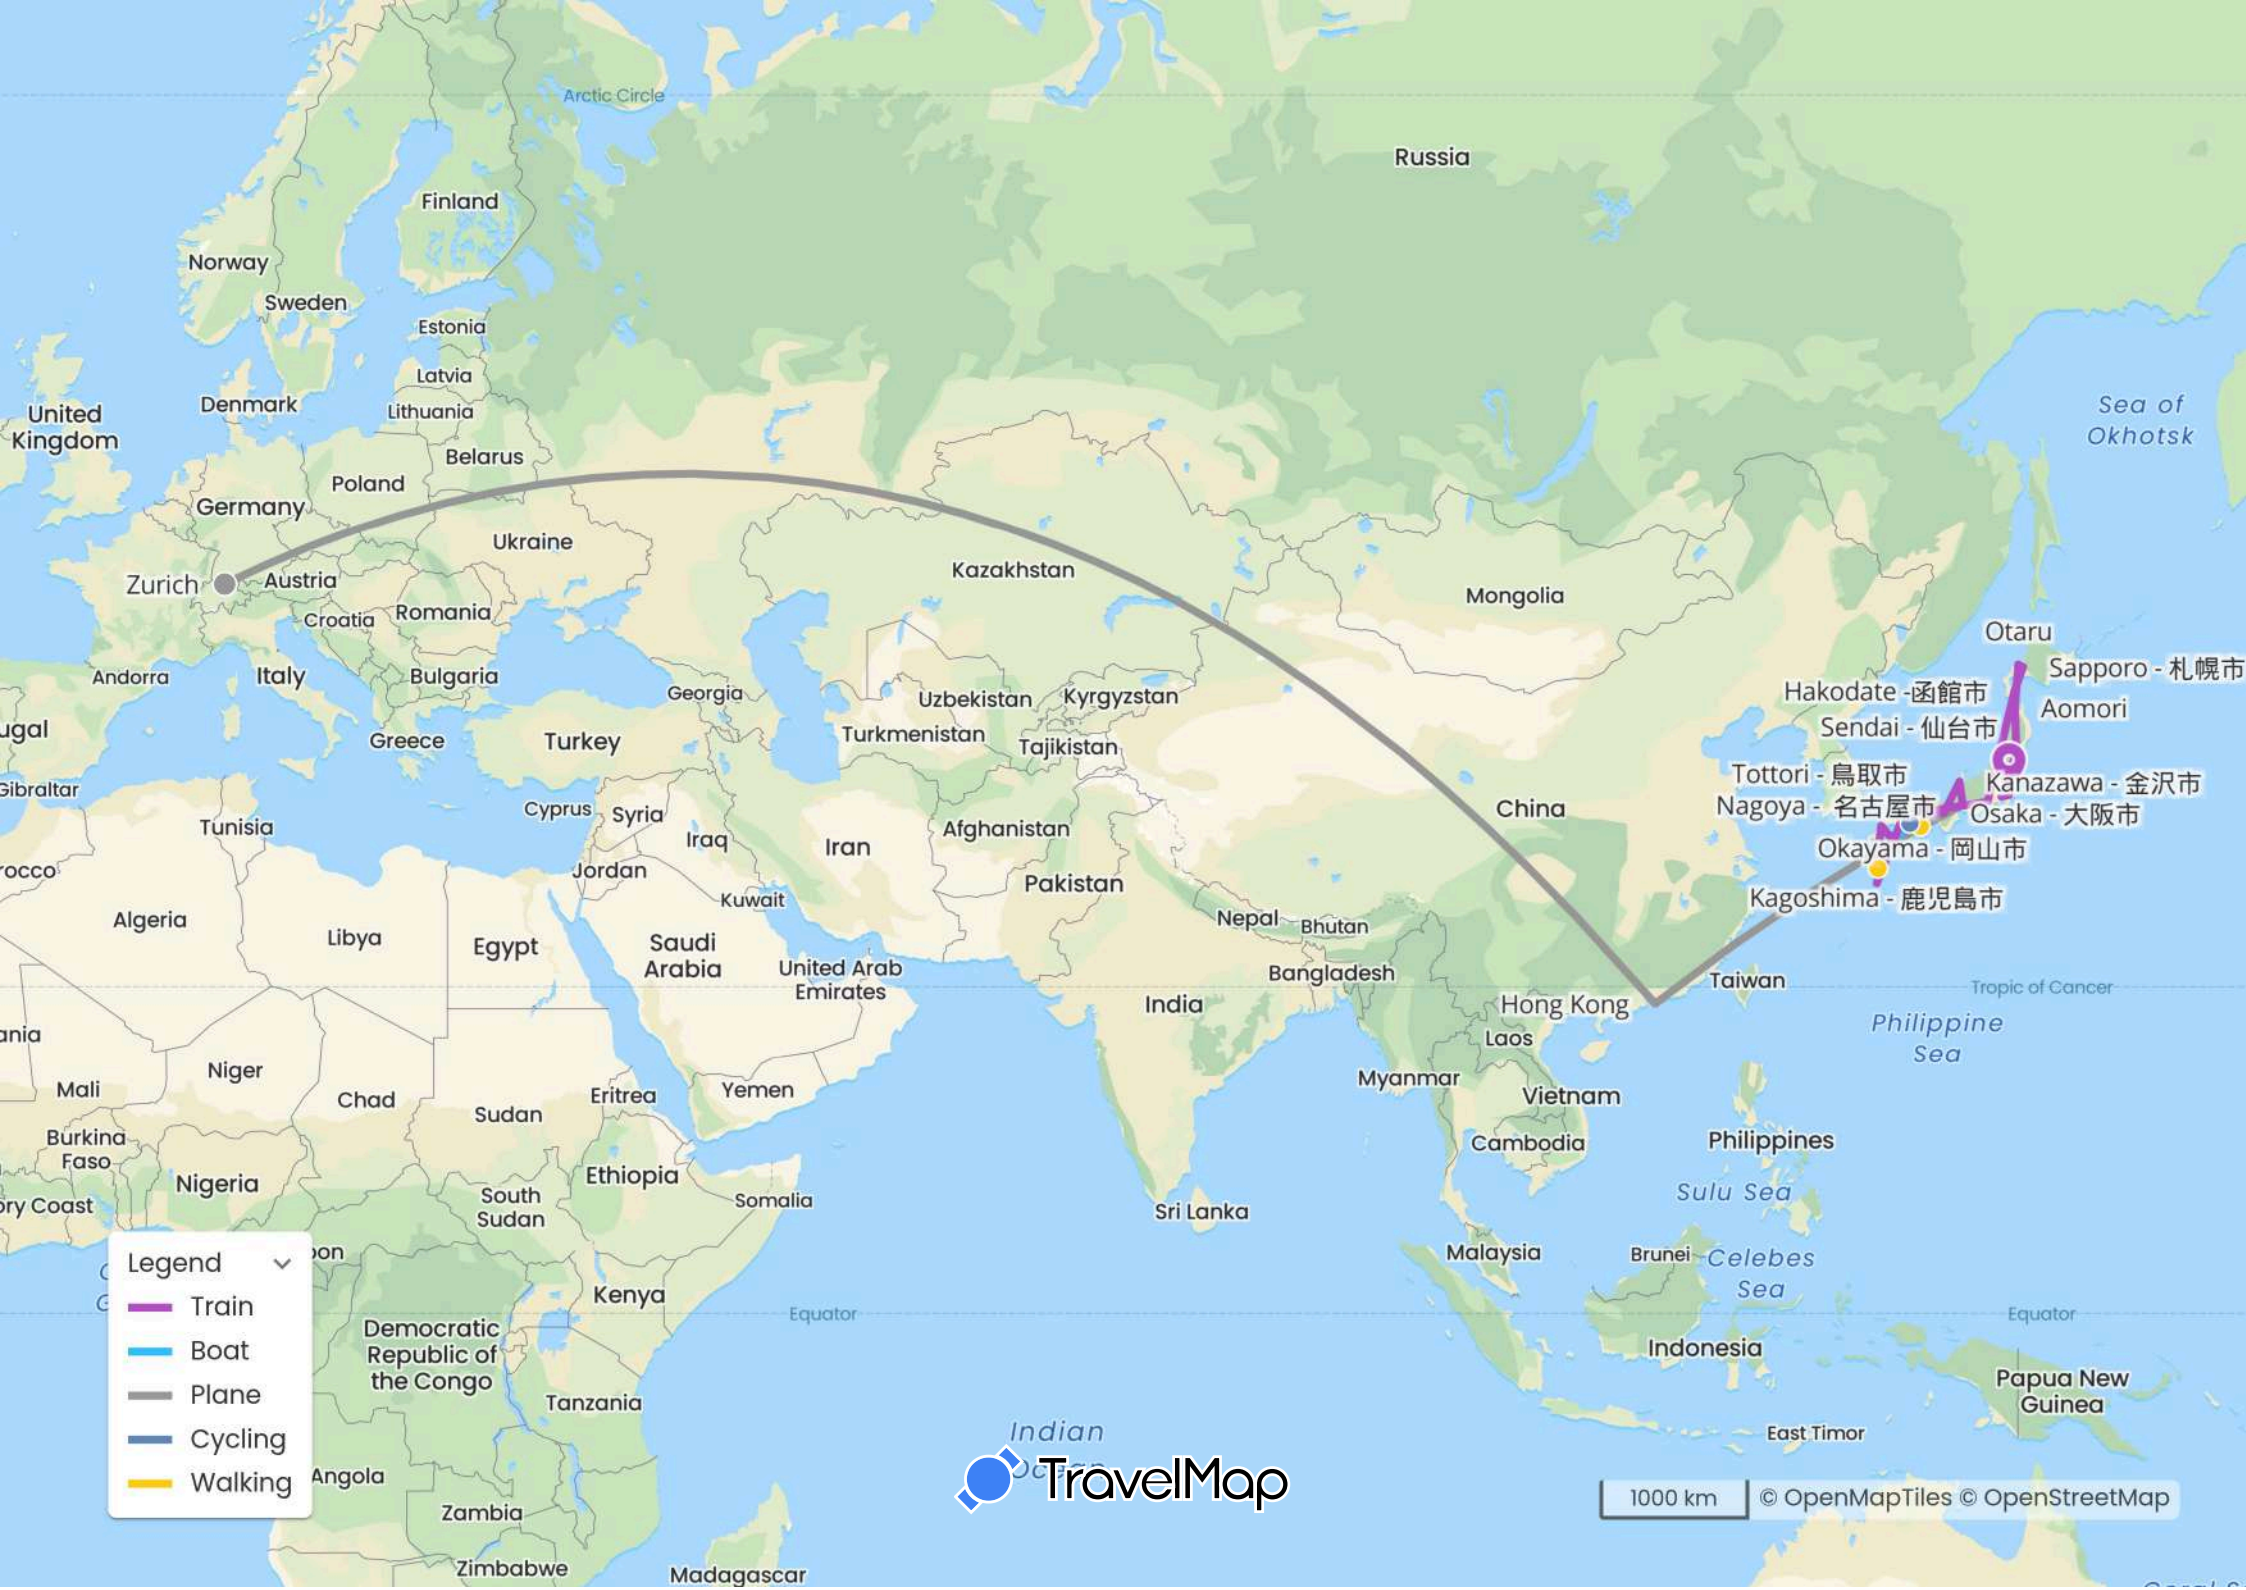 Arctic Circle
Russia
Finland
Norway
Sweden
Estonia
Latvia
Denmark
Lithuania
United
Kingdom
Sea of
Okhotsk
Belarus
Poland
Germany
Ukraine
Zurich
Austria
Kazakhstan
Mongolia
Croatia
Romania
Otaru
Andorra
Italy
Bulgaria
Sapporo - 札幌市
Georgia
Uzbekistan
Kyrgyzstan
Hakodate -函館市
Aomori
ugal
Greece
Turkey
Turkmenistan
Tajikistan
Sendai - 仙台市
Gibraltar
Tottori - 鳥取市
Kanazawa - 金沢市
Tunisia
Cyprus
Syria
Iraq
Iran
Afghanistan
China
Nagoya - 名古屋市
Osaka - 大阪市
rocco
Jordan
Kuwait
Pakistan
Okayama - 岡山市
Algeria
Libya
Egypt
Saudi
Arabia
Nepal
Bhutan
Kagoshima - 鹿児島市
United Arab
Emirates
Bangladesh
India
Hong Kong
Taiwan
Tropic of Cancer
Philippine
Sea
ania
Laos
Mali
Niger
Chad
Sudan
Eritrea
Yemen
Myanmar
Vietnam
Burkina
Faso
Nigeria
Ethiopia
Cambodia
Philippines
ory Coast
South
Sudan
Somalia
Sri Lanka
Sulu Sea
Malaysia
Brunei
Celebes
Sea
Legend
Train
Boat
Plane
Cycling
Walking
oon
Kenya
Equator
Equator
Democratic
Republic of
the Congo
Tanzania
Indonesia
Papua New
Guinea
Indian
Ocean
East Timor
Angola
TravelMap
Zambia
1000 km
© OpenMapTiles © OpenStreetMap
Zimbabwe
Madagascar